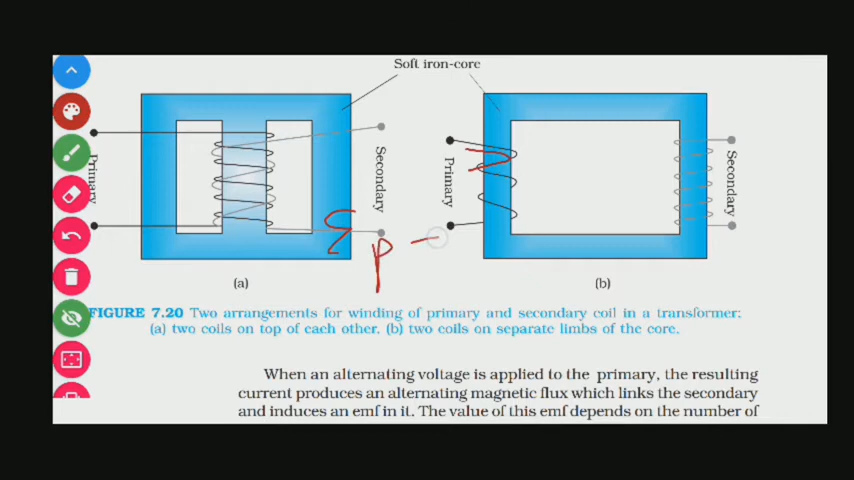 Soft iron-core
Primary
Secondary
Primary
Secondary
S
p -
(a)
(b)
FIGURE 7.20 Two arrangements for winding of primary and secondary coil in a transformer:
(a) two coils on top of each other, (b) two coils on separate limbs of the core.
When an alternating voltage is applied to the primary, the resulting
current produces an alternating magnetic flux which links the secondary
and induces an emf in it. The value of this emf depends on the number of